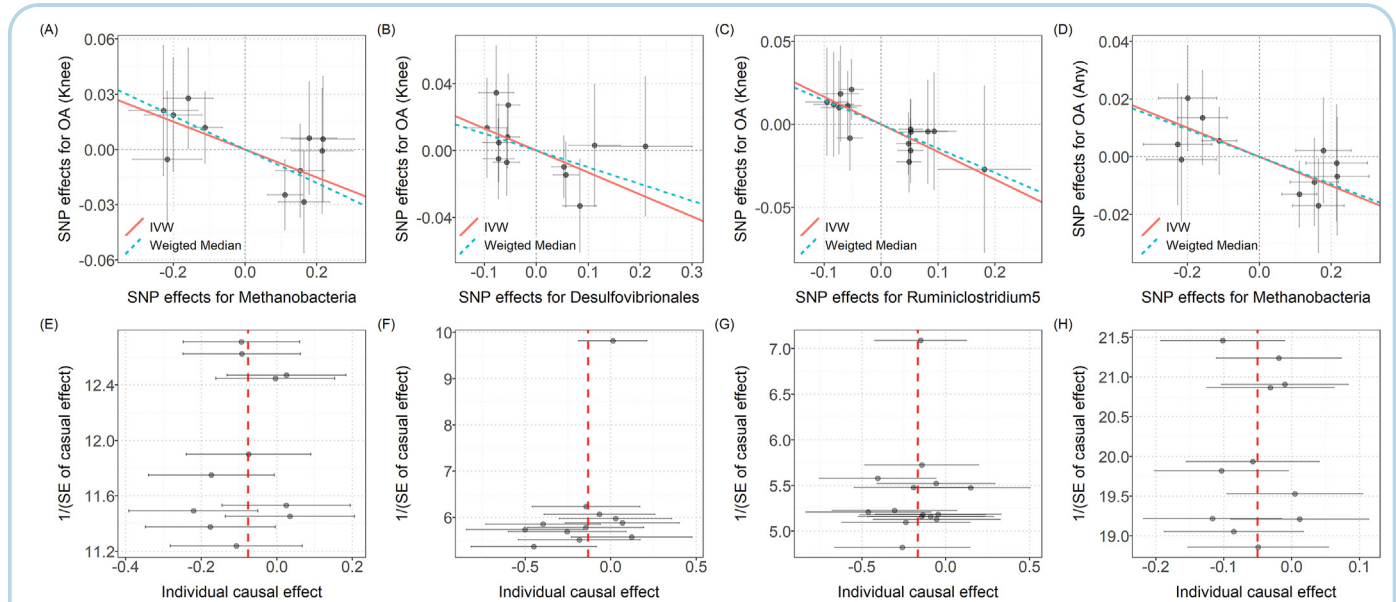 (A) (B) (C) (D)
SNP effects for OA (Knee)
0.06
0.03
0.00
-0.03
-0.06
IVW
Weigted Median
-0.2 0.0 0.2
SNP effects for Methanobacteria
SNP effects for OA (Knee)
0.04
0.00
-0.04
IVW
Weigted Median
-0.1 0.0 0.1 0.2 0.3
SNP effects for Desulfovibrionales
SNP effects for OA (Knee)
0.05
0.00
-0.05
IVW
Weigted Median
-0.1 0.0 0.1 0.2
SNP effects for Ruminiclostridium5
SNP effects for OA (Any)
0.04
0.02
0.00
-0.02
IVW
Weigted Median
-0.2 0.0 0.2
SNP effects for Methanobacteria
(E) (F) (G) (H)
1/(SE of casual effect)
12.4
12.0
11.6
11.2
-0.4 -0.2 0.0 0.2
Individual causal effect
1/(SE of casual effect)
10
9
8
7
6
-0.5 0.0 0.5
Individual causal effect
1/(SE of casual effect)
7.0
6.5
6.0
5.5
5.0
-0.5 0.0 0.5
Individual causal effect
1/(SE of casual effect)
21.5
21.0
20.5
20.0
19.5
19.0
-0.2 -0.1 0.0 0.1
Individual causal effect